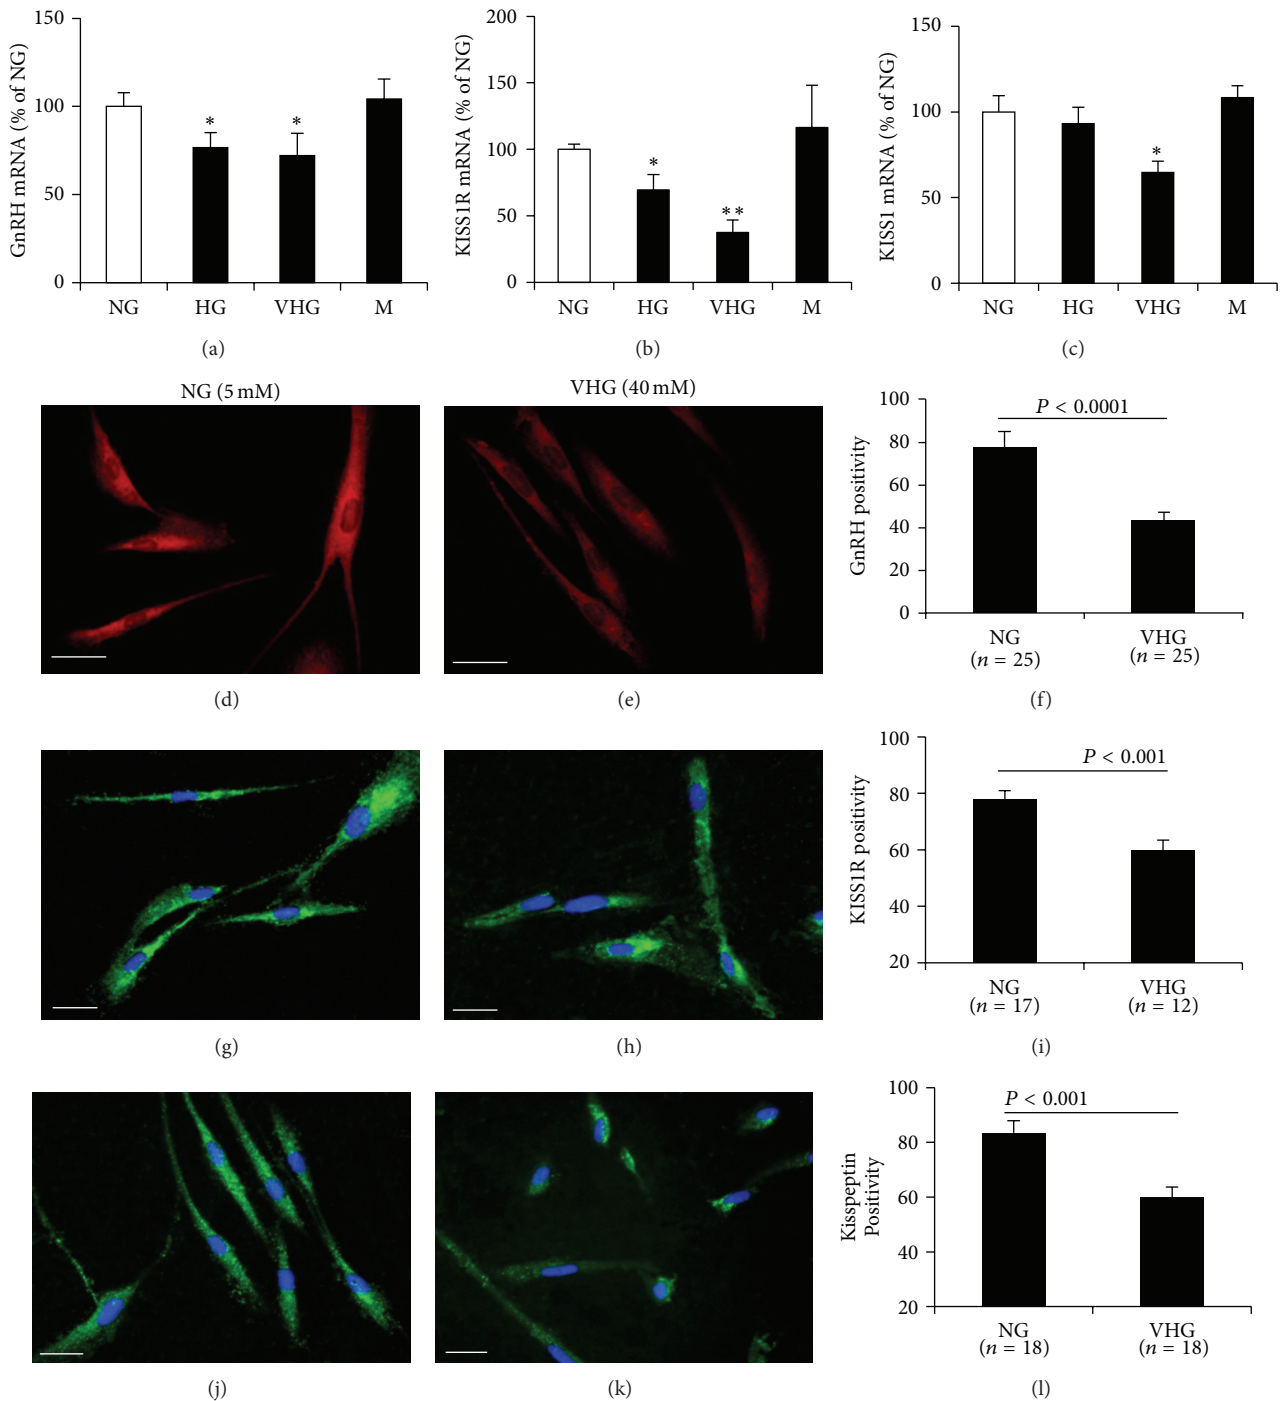 GnRH mRNA (% of NG)
150
100
50
0
NG HG VHG M
* *
(a)
KISS1R mRNA (% of NG)
200
150
100
50
0
NG HG VHG M
* **
(b)
KISS1 mRNA (% of NG)
150
100
50
0
NG HG VHG M
*
(c)
NG (5 mM)
(d)
VHG (40 mM)
(e)
GnRH positivity
100
80
60
40
20
0
P < 0.0001
NG VHG
(n = 25) (n = 25)
(f)
(g)
(h)
KISS1R positivity
100
80
60
40
20
P < 0.001
NG VHG
(n = 17) (n = 12)
(i)
(j)
(k)
Kisspeptin
Positivity
100
80
60
40
20
P < 0.001
NG VHG
(n = 18) (n = 18)
(l)